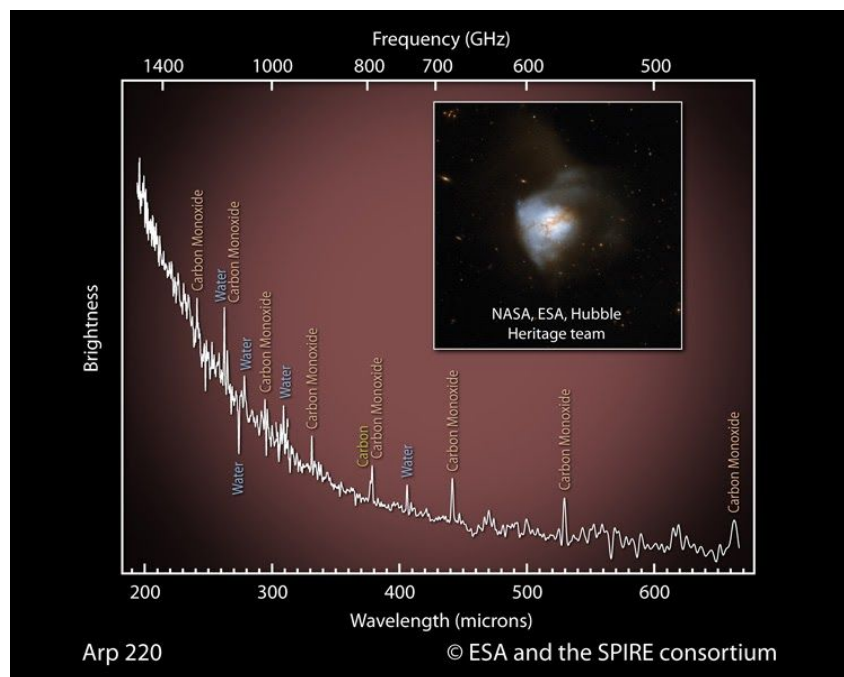 Frequency (GHz)
1400 1000 800 700 600 500
Brightness
Carbon Monoxide
Water
Carbon Monoxide
Water
Water
Carbon Monoxide
Water
Carbon Monoxide
Carbon
Carbon Monoxide
Water
Carbon Monoxide
Carbon Monoxide
Carbon Monoxide
NASA, ESA, Hubble
Heritage team
200 300 400 500 600
Wavelength (microns)
Arp 220
© ESA and the SPIRE consortium